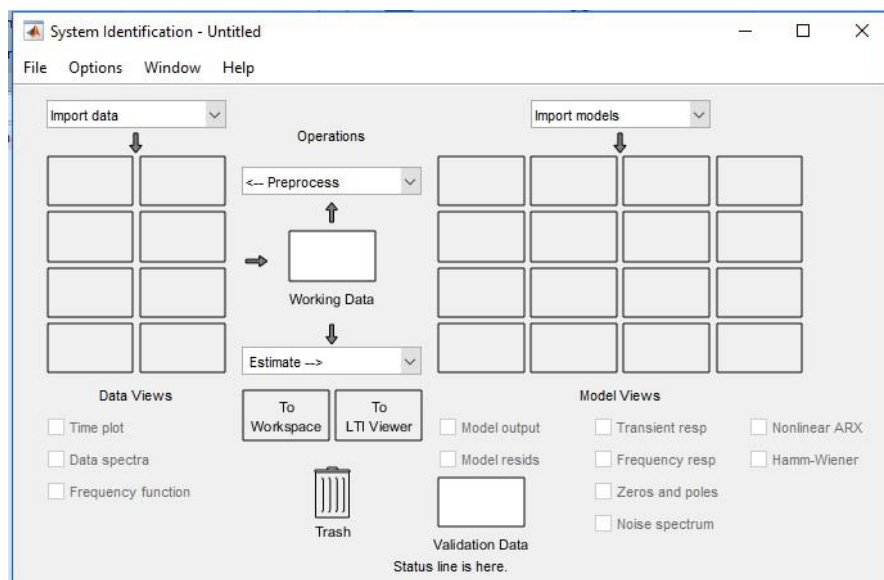 System Identification - Untitled
File Options Window Help
Import data
Import models
Operations
<-- Preprocess
Working Data
Estimate -->
Data Views
Time plot
Data spectra
Frequency function
To
Workspace
To
LTI Viewer
Trash
Model Views
Model output
Model resids
Transient resp
Frequency resp
Zeros and poles
Noise spectrum
Nonlinear ARX
Hamm-Wiener
Validation Data
Status line is here.